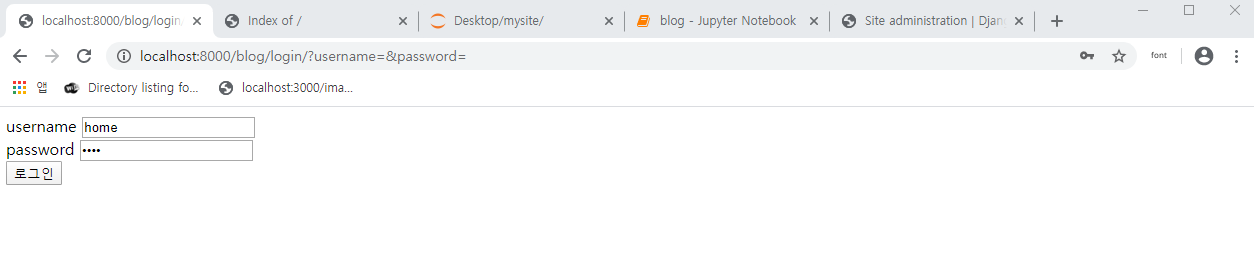 localhost:8000/blog/login/
Index of /
Desktop/mysite/
blog - Jupyter Notebook
Site administration | Djan
localhost:8000/blog/login/?username=&password=
font
앱
Directory listing fo...
localhost:3000/ima...
username home
password ••••
로그인